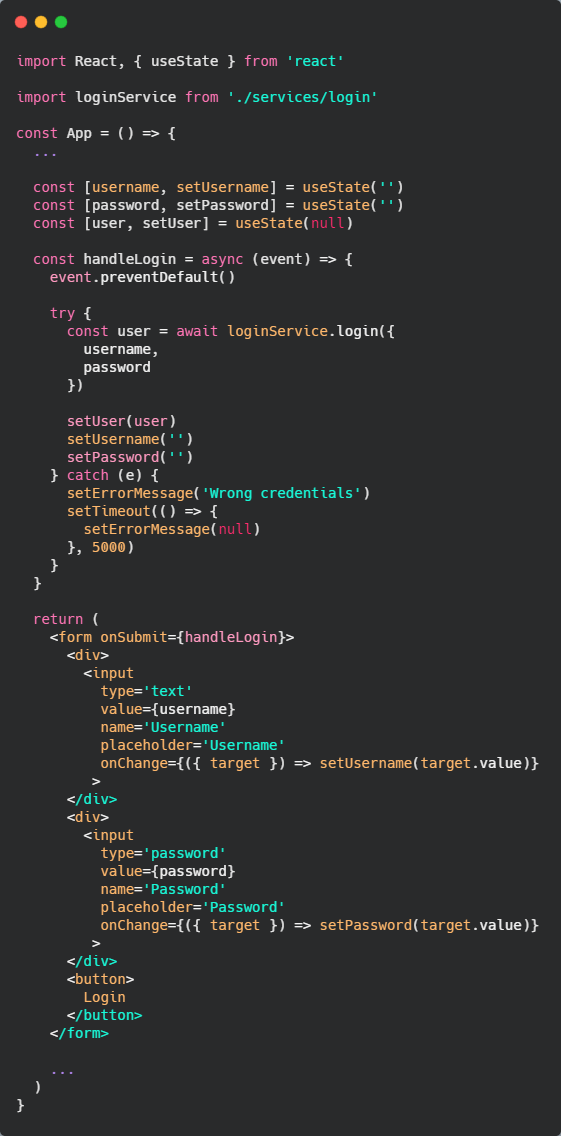 import React, { useState } from 'react'

import loginService from './services/login'

const App = () => {
  ...

  const [username, setUsername] = useState('')
  const [password, setPassword] = useState('')
  const [user, setUser] = useState(null)

  const handleLogin = async (event) => {
    event.preventDefault()

    try {
      const user = await loginService.login({
        username,
        password
      })

      setUser(user)
      setUsername('')
      setPassword('')
    } catch (e) {
      setErrorMessage('Wrong credentials')
      setTimeout(() => {
        setErrorMessage(null)
      }, 5000)
    }
  }

  return (
    <form onSubmit={handleLogin}>
      <div>
        <input
          type='text'
          value={username}
          name='Username'
          placeholder='Username'
          onChange={({ target }) => setUsername(target.value)}
         >
      </div>
      <div>
        <input
          type='password'
          value={password}
          name='Password'
          placeholder='Password'
          onChange={({ target }) => setPassword(target.value)}
         >
      </div>
      <button>
        Login
      </button>
    </form>

    ...
  )
}